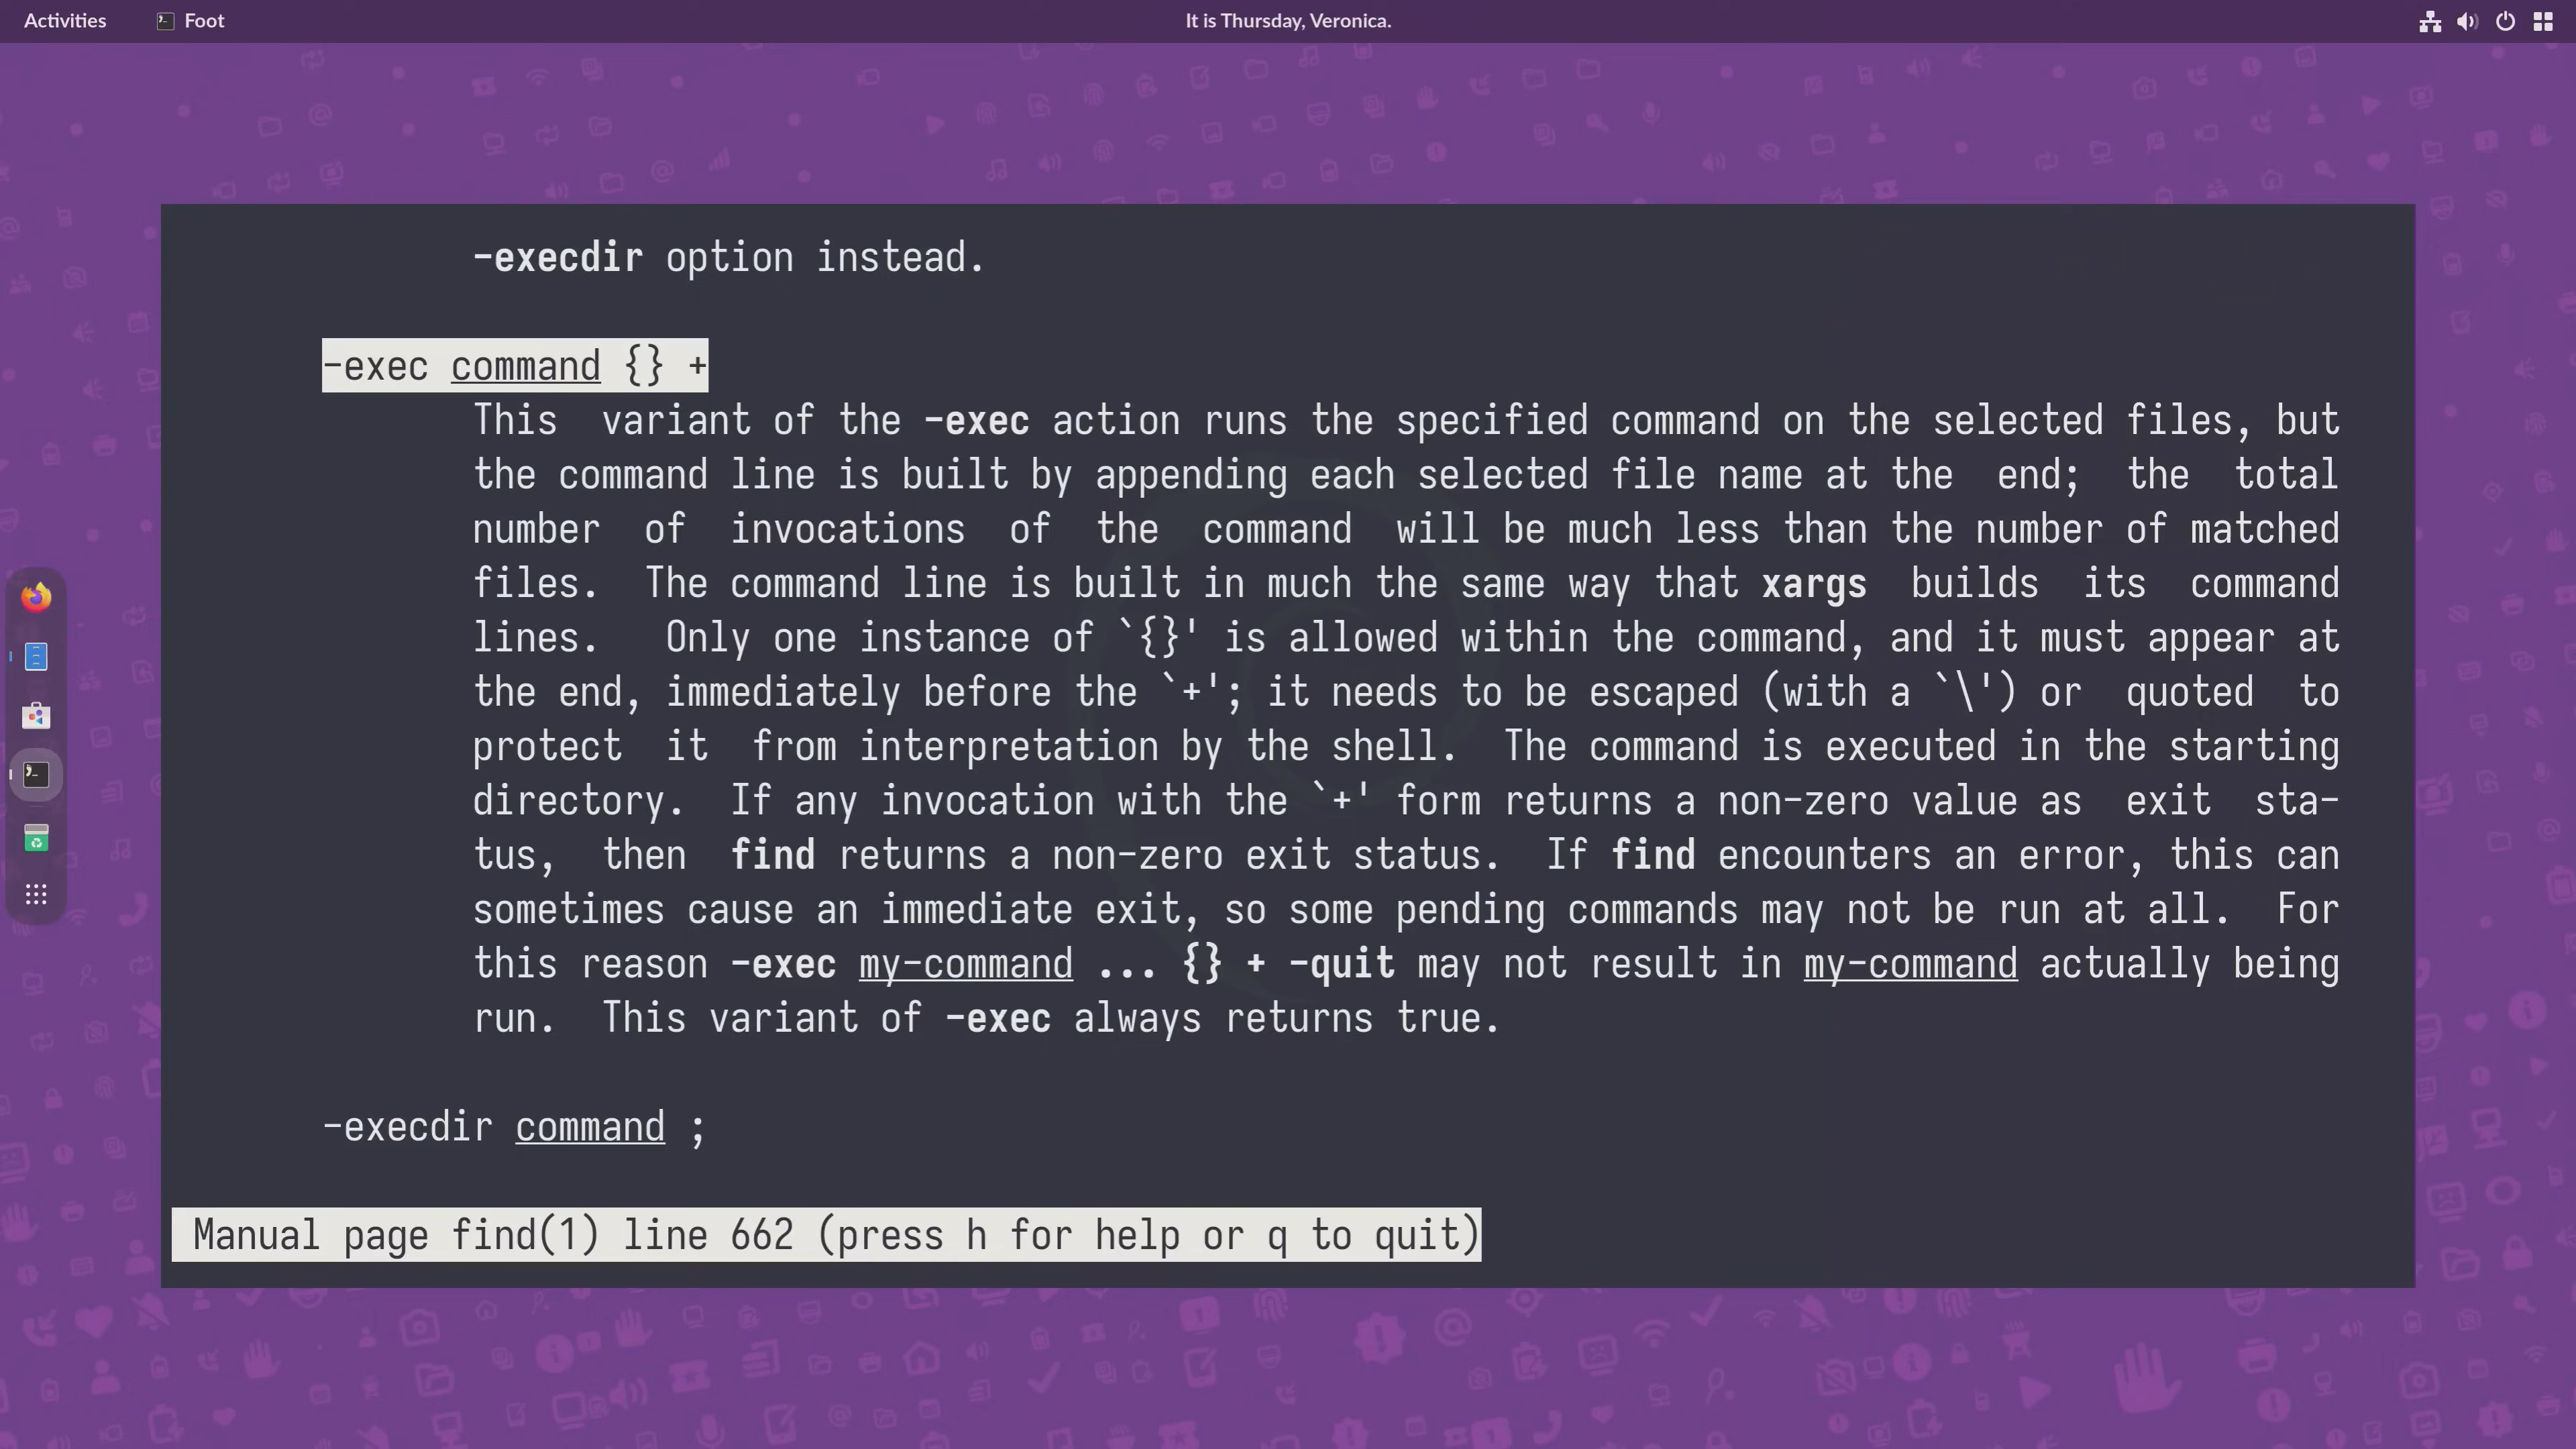 Activities Foot It is Thursday, Veronica.
-execdir option instead.
-exec command {} +
This variant of the -exec action runs the specified command on the selected files, but
the command line is built by appending each selected file name at the end; the total
number of invocations of the command will be much less than the number of matched
files. The command line is built in much the same way that xargs builds its command
lines. Only one instance of `{}' is allowed within the command, and it must appear at
the end, immediately before the `+'; it needs to be escaped (with a `\') or quoted to
protect it from interpretation by the shell. The command is executed in the starting
directory. If any invocation with the `+' form returns a non-zero value as exit sta-
tus, then find returns a non-zero exit status. If find encounters an error, this can
sometimes cause an immediate exit, so some pending commands may not be run at all. For
this reason -exec my-command ... {} + -quit may not result in my-command actually being
run. This variant of -exec always returns true.
-execdir command ;
Manual page find(1) line 662 (press h for help or q to quit)